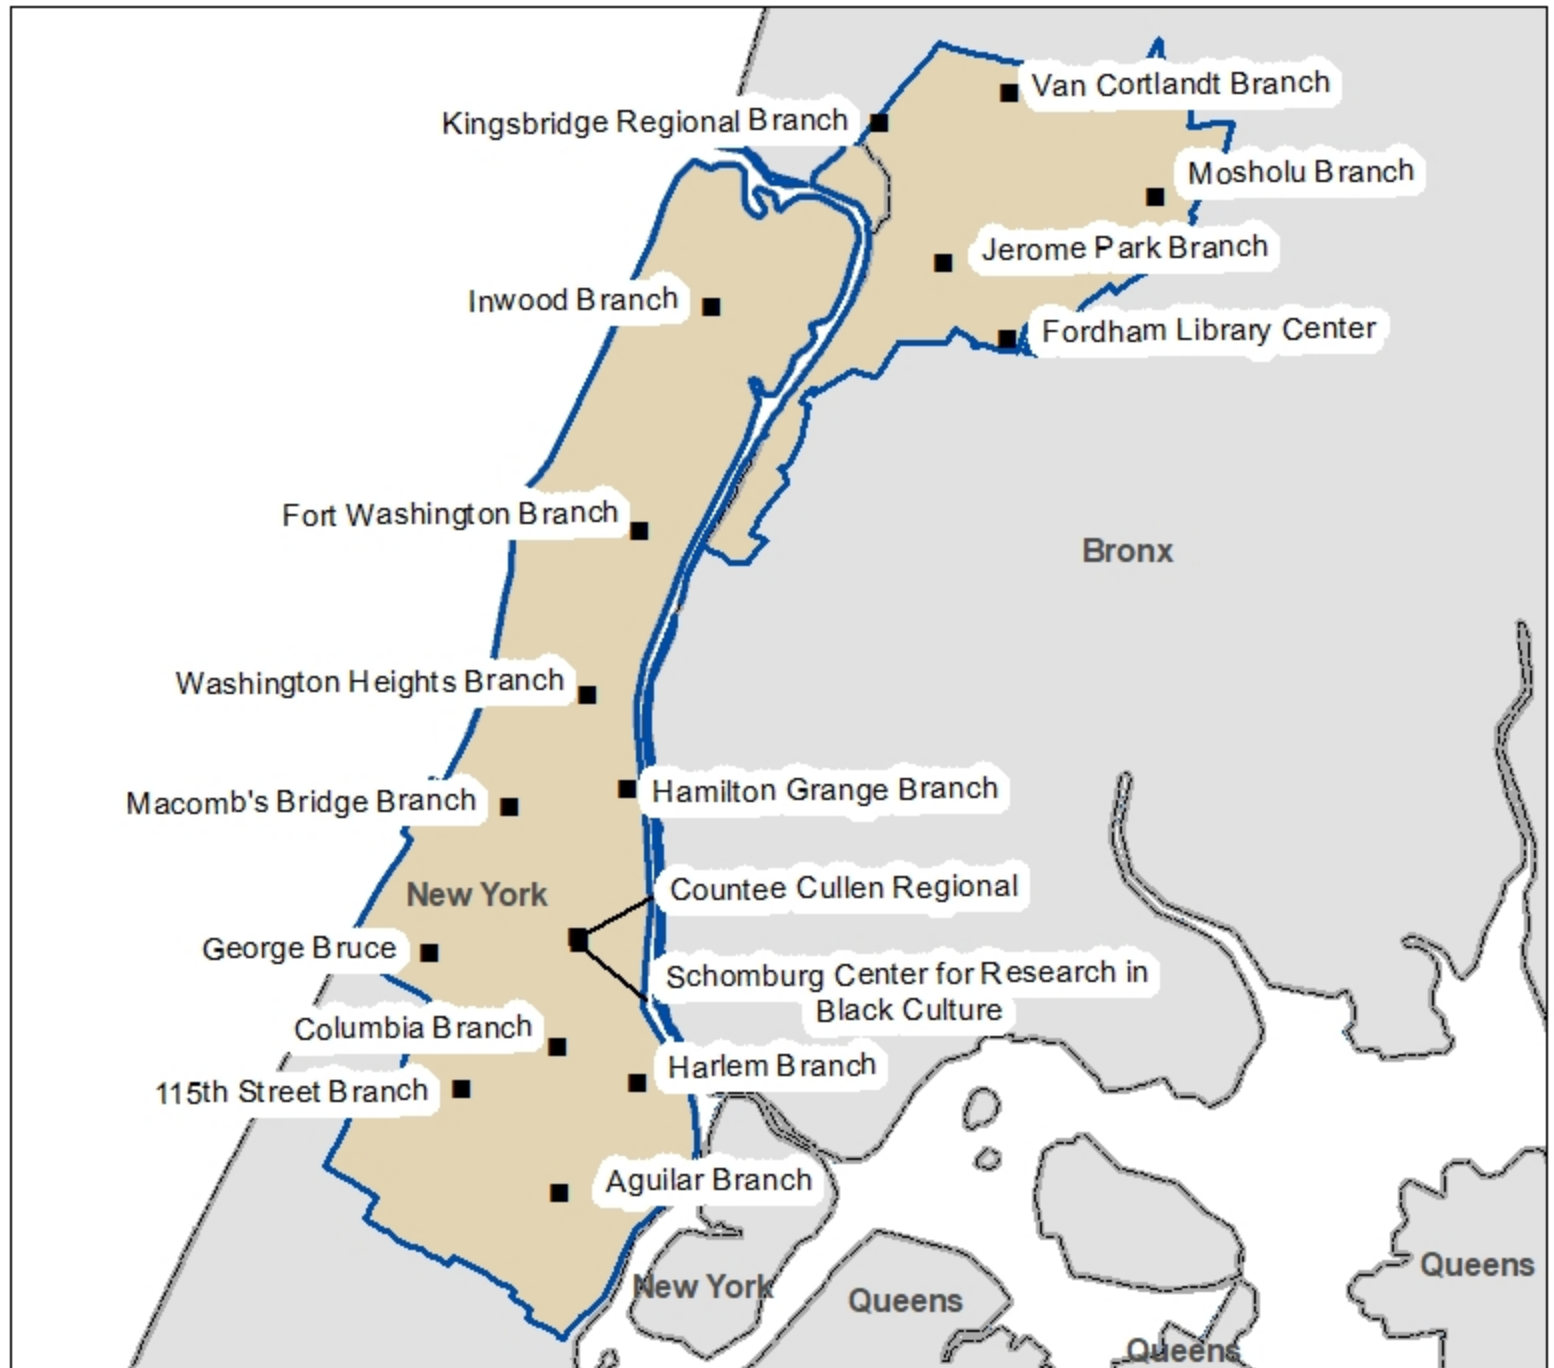 Van Cortlandt Branch
Kingsbridge Regional Branch
Mosholu Branch
Jerome Park Branch
Inwood Branch
Fordham Library Center
Fort Washington Branch
Bronx
Washington Heights Branch
Macomb's Bridge Branch
Hamilton Grange Branch
New York
Countee Cullen Regional
George Bruce
Schomburg Center for Research in
Black Culture
Columbia Branch
Harlem Branch
115th Street Branch
Aguilar Branch
New York
Queens
Queens
Queens